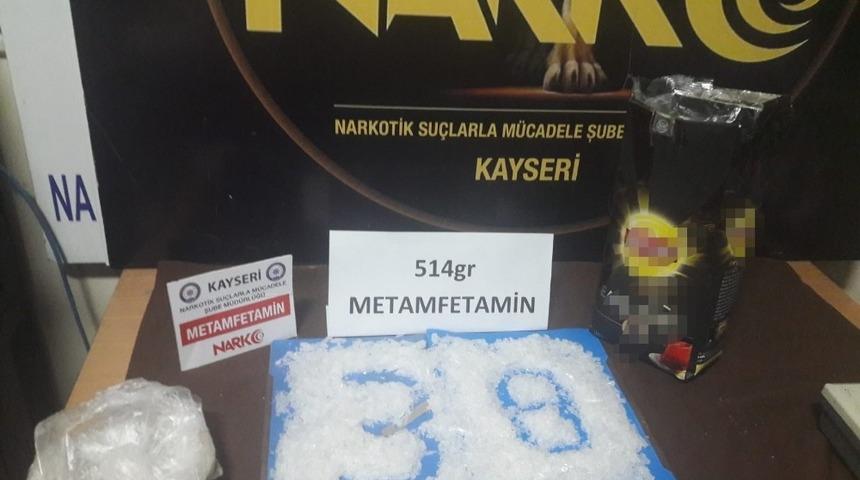 NARKO
NARKOTİK SUÇLARLA MÜCADELE ŞUBE
KAYSERİ
NA
514gr
METAMFETAMİN
KAYSERİ
NARKOTİK SUÇLARLA MÜCADELE
ŞUBE MÜDÜRLÜĞÜ
METAMFETAMİN
NARKO
38